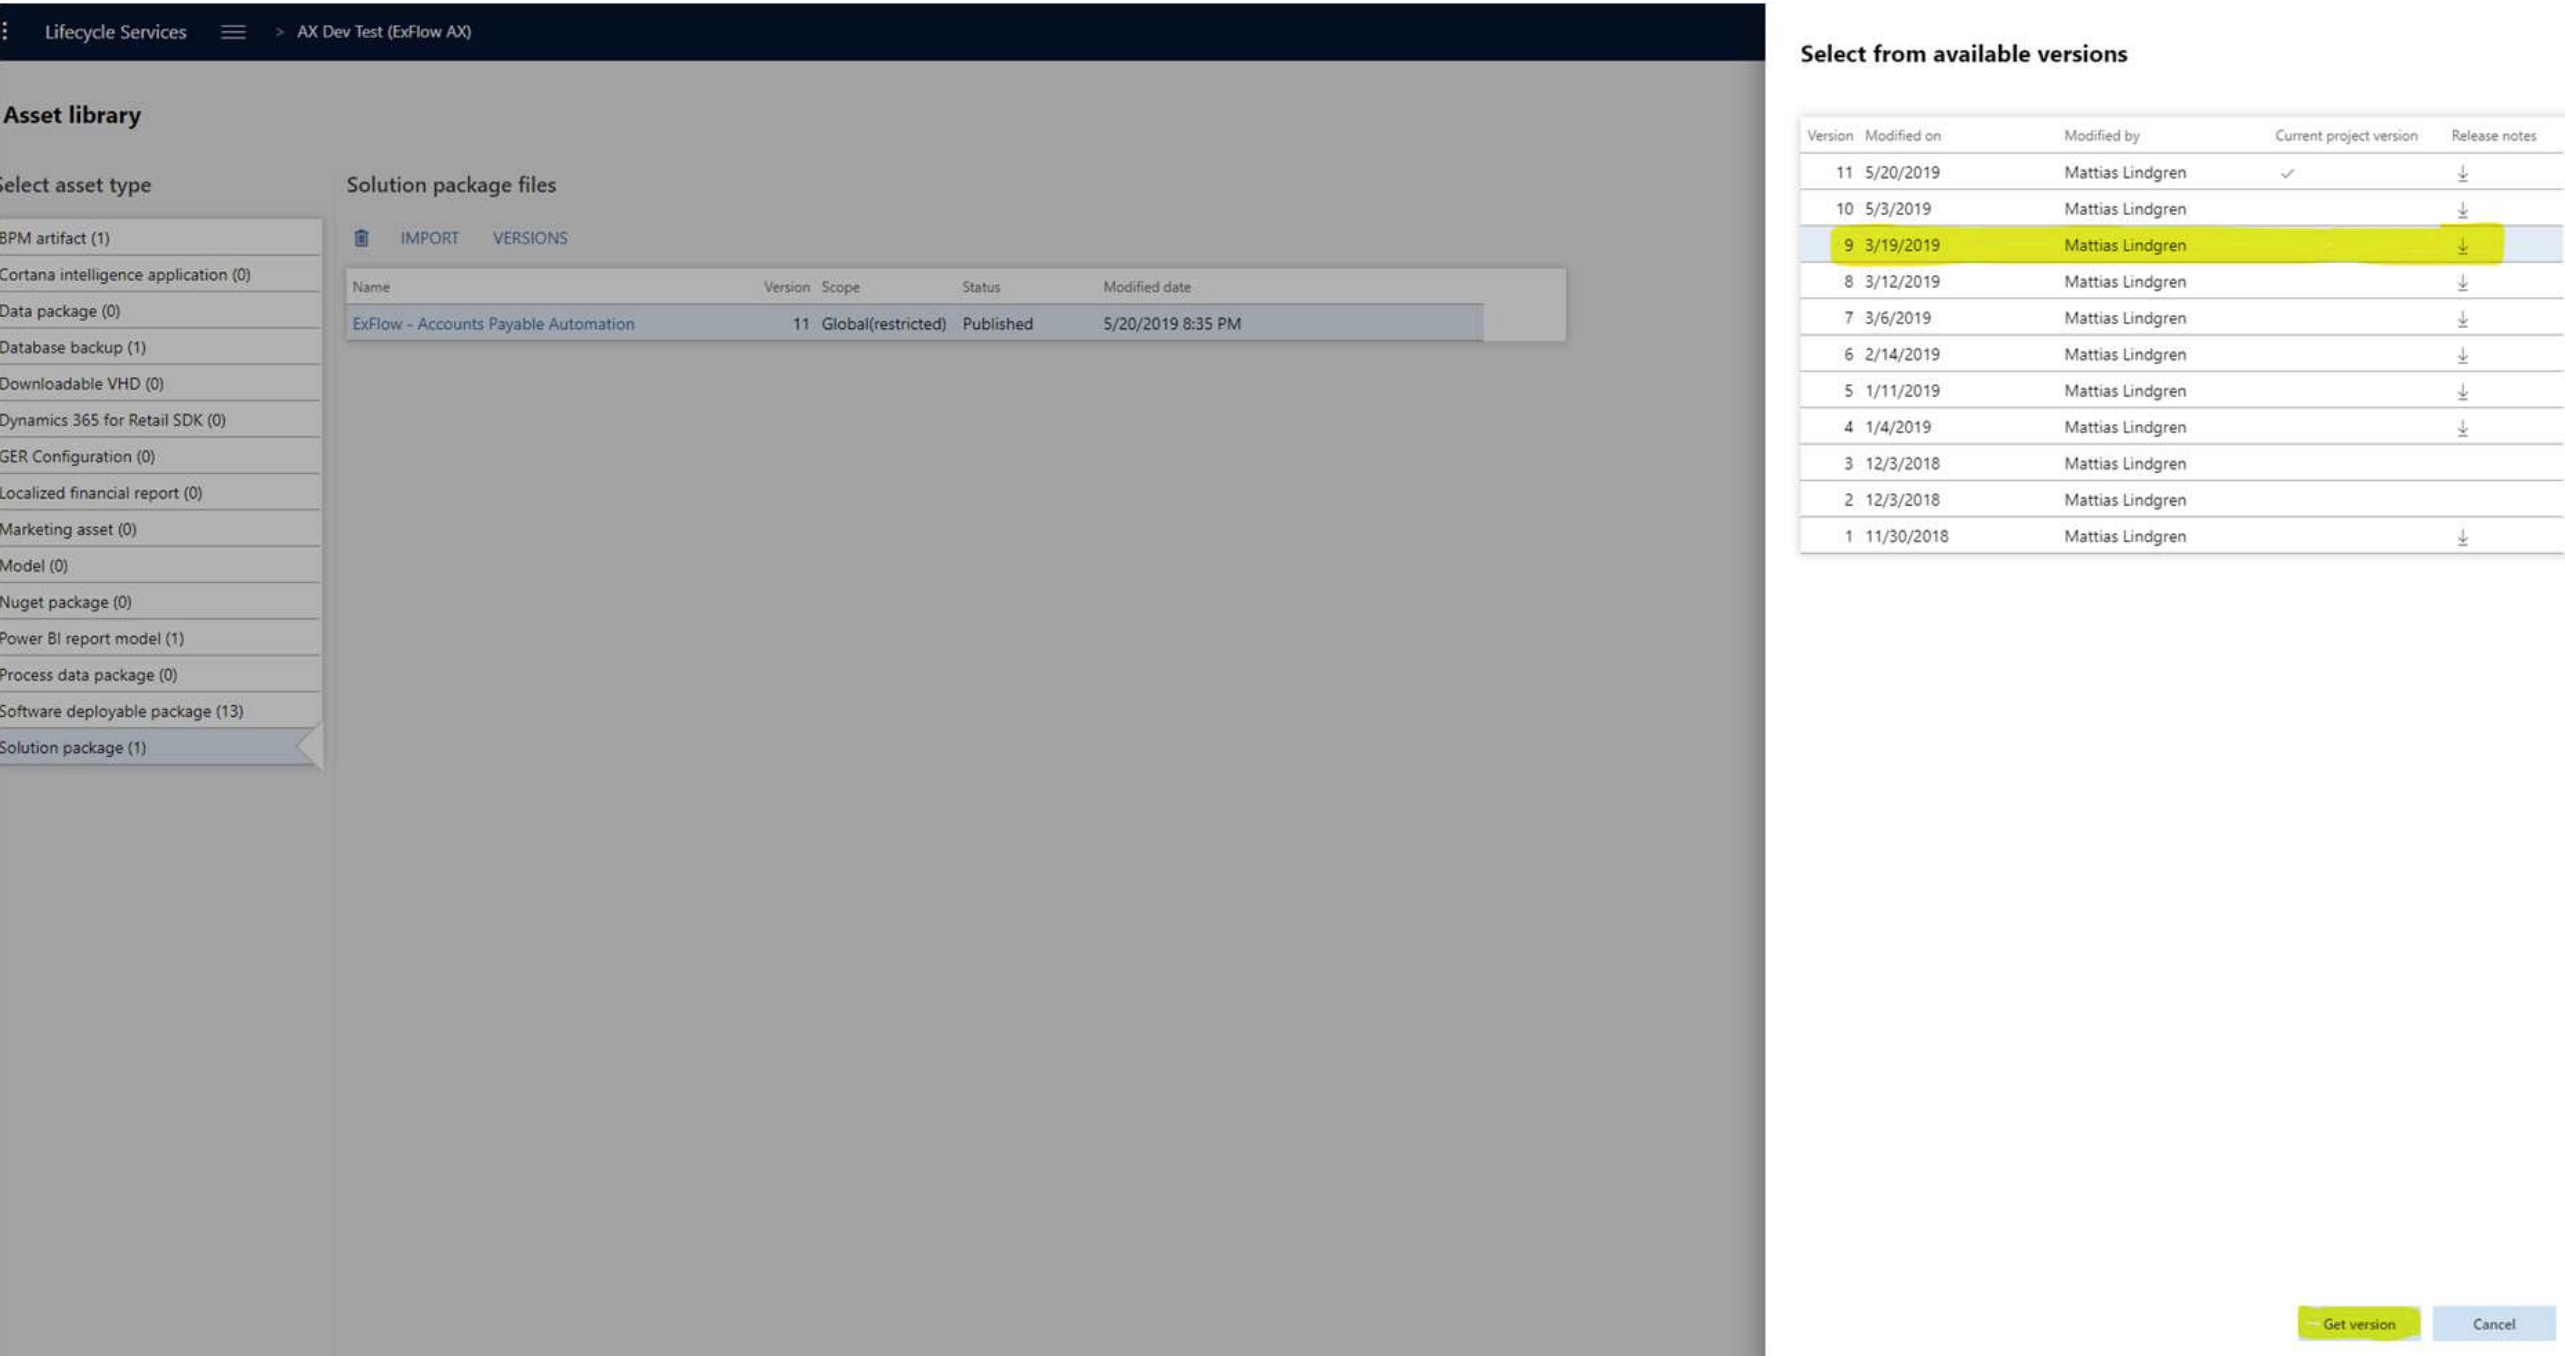 Lifecycle Services > AX Dev Test (ExFlow AX)
Asset library
Select asset type
BPM artifact (1)
Cortana intelligence application (0)
Data package (0)
Database backup (1)
Downloadable VHD (0)
Dynamics 365 for Retail SDK (0)
GER Configuration (0)
Localized financial report (0)
Marketing asset (0)
Model (0)
Nuget package (0)
Power BI report model (1)
Process data package (0)
Software deployable package (13)
Solution package (1)
Solution package files
IMPORT VERSIONS
Name Version Scope Status Modified date
ExFlow - Accounts Payable Automation 11 Global(restricted) Published 5/20/2019 8:35 PM
Select from available versions
Version Modified on Modified by Current project version Release notes
11 5/20/2019 Mattias Lindgren
10 5/3/2019 Mattias Lindgren
9 3/19/2019 Mattias Lindgren
8 3/12/2019 Mattias Lindgren
7 3/6/2019 Mattias Lindgren
6 2/14/2019 Mattias Lindgren
5 1/11/2019 Mattias Lindgren
4 1/4/2019 Mattias Lindgren
3 12/3/2018 Mattias Lindgren
2 12/3/2018 Mattias Lindgren
1 11/30/2018 Mattias Lindgren
Get version Cancel